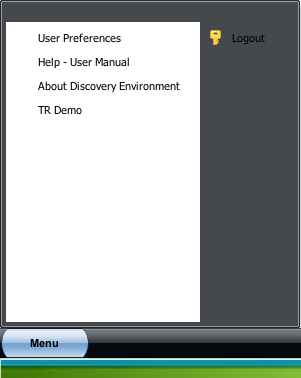 User Preferences
Logout
Help - User Manual
About Discovery Environment
TR Demo
Menu